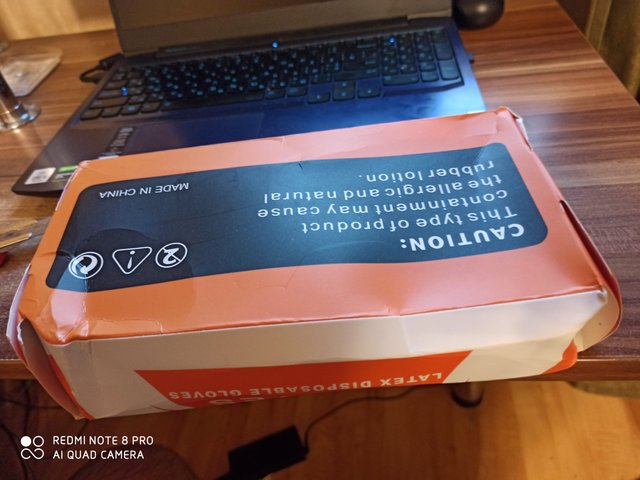 CAUTION:
This type of product
containment may cause
the allergic and natural
rubber lotion.
MADE IN CHINA
2
LATEX DISPOSABLE GLOVES
REDMI NOTE 8 PRO
AI QUAD CAMERA